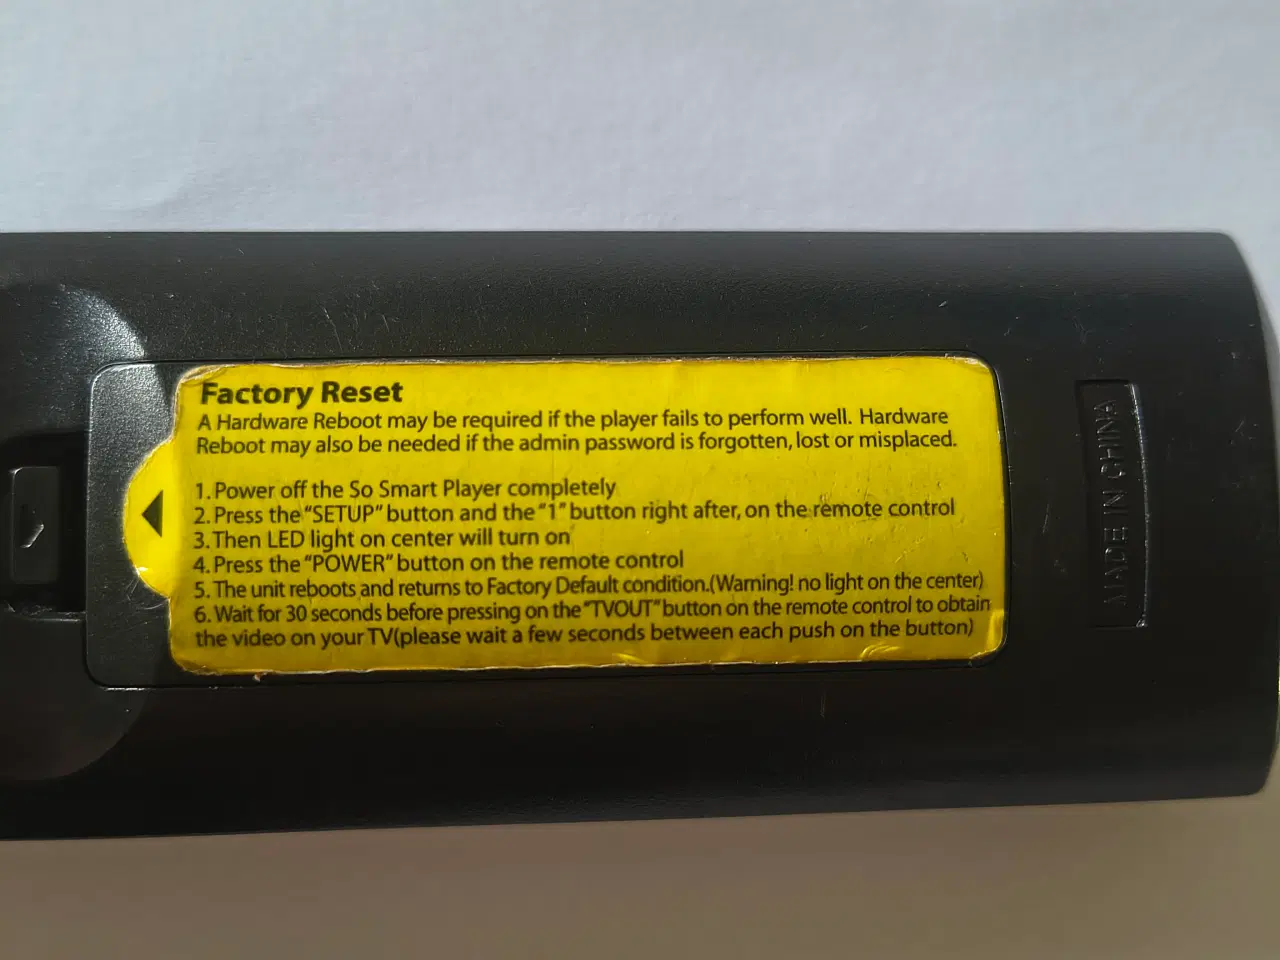 Factory Reset
A Hardware Reboot may be required if the player fails to perform well. Hardware
Reboot may also be needed if the admin password is forgotten, lost or misplaced.
1. Power off the So Smart Player completely
2. Press the "SETUP" button and the "1" button right after, on the remote control
3. Then LED light on center will turn on
4. Press the "POWER" button on the remote control
5. The unit reboots and returns to Factory Default condition.(Warning! no light on the center)
6. Wait for 30 seconds before pressing on the "TVOUT" button on the remote control to obtain
the video on your TV(please wait a few seconds between each push on the button)
MADE IN CHINA